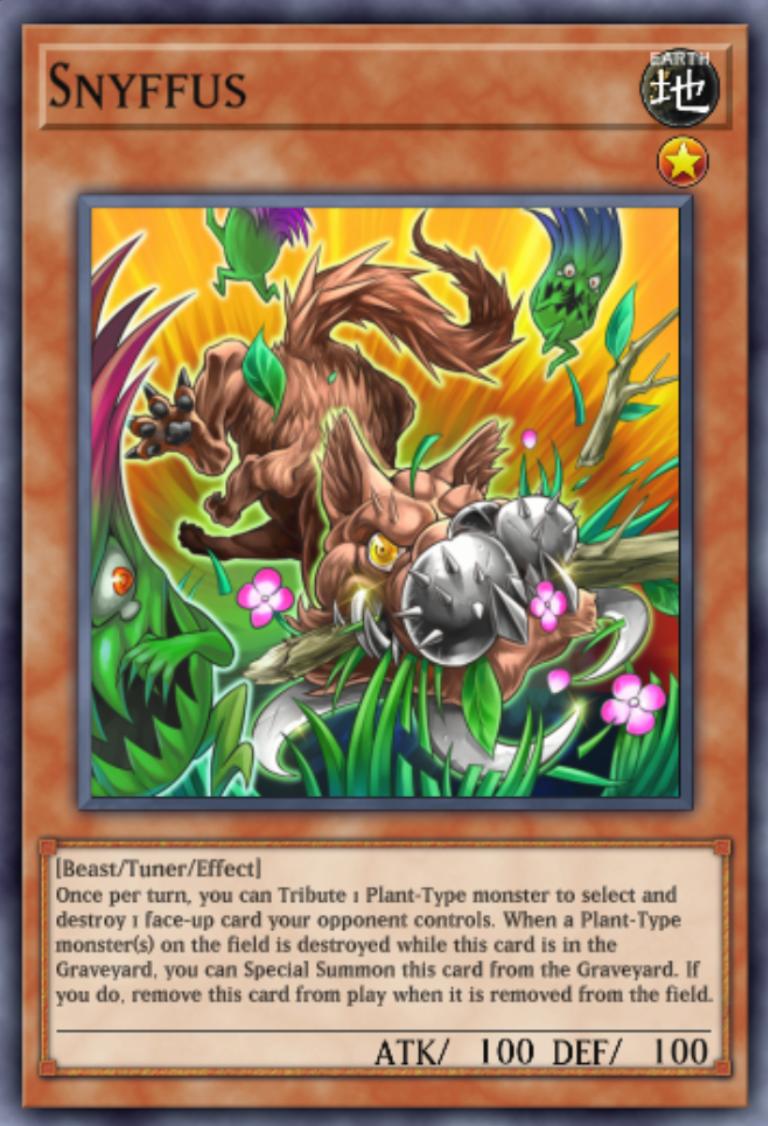 SNYFFUS
EARTH
地
[Beast/Tuner/Effect]
Once per turn, you can Tribute 1 Plant-Type monster to select and
destroy 1 face-up card your opponent controls. When a Plant-Type
monster(s) on the field is destroyed while this card is in the
Graveyard, you can Special Summon this card from the Graveyard. If
you do, remove this card from play when it is removed from the field.
ATK/ 100 DEF/ 100